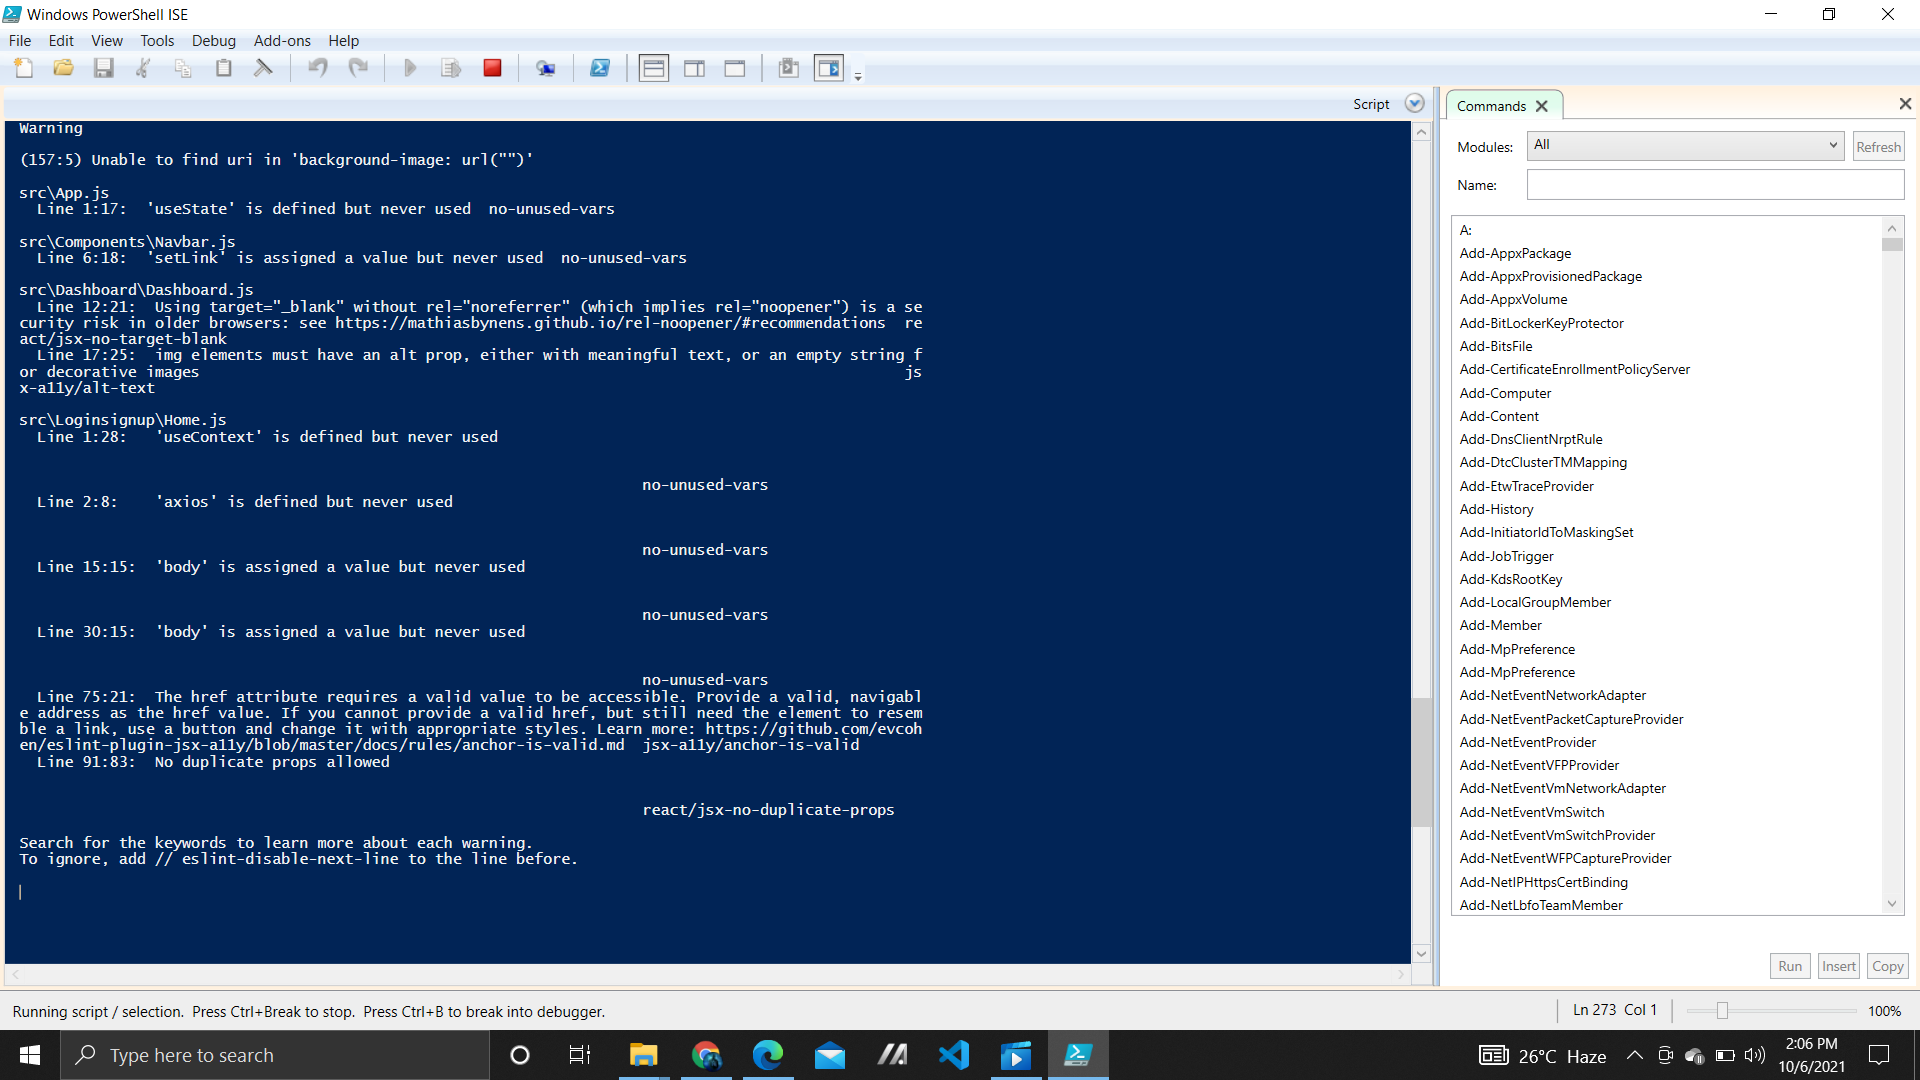 Windows PowerShell ISE
File Edit View Tools Debug Add-ons Help
Script
Warning
(157:5) Unable to find uri in 'background-image: url("")'
src\App.js
Line 1:17: 'useState' is defined but never used no-unused-vars
src\Components\Navbar.js
Line 6:18: 'setLink' is assigned a value but never used no-unused-vars
src\Dashboard\Dashboard.js
Line 12:21: Using target="_blank" without rel="noreferrer" (which implies rel="noopener") is a se
curity risk in older browsers: see https://mathiasbynens.github.io/rel-noopener/#recommendations re
act/jsx-no-target-blank
Line 17:25: img elements must have an alt prop, either with meaningful text, or an empty string f
or decorative images js
x-a11y/alt-text
src\Loginsignup\Home.js
Line 1:28: 'useContext' is defined but never used
no-unused-vars
Line 2:8: 'axios' is defined but never used
no-unused-vars
Line 15:15: 'body' is assigned a value but never used
no-unused-vars
Line 30:15: 'body' is assigned a value but never used
no-unused-vars
Line 75:21: The href attribute requires a valid value to be accessible. Provide a valid, navigabl
e address as the href value. If you cannot provide a valid href, but still need the element to resem
ble a link, use a button and change it with appropriate styles. Learn more: https://github.com/evcoh
en/eslint-plugin-jsx-a11y/blob/master/docs/rules/anchor-is-valid.md jsx-a11y/anchor-is-valid
Line 91:83: No duplicate props allowed
react/jsx-no-duplicate-props
Search for the keywords to learn more about each warning.
To ignore, add // eslint-disable-next-line to the line before.
Commands
Modules: All Refresh
Name:
A:
Add-AppxPackage
Add-AppxProvisionedPackage
Add-AppxVolume
Add-BitLockerKeyProtector
Add-BitsFile
Add-CertificateEnrollmentPolicyServer
Add-Computer
Add-Content
Add-DnsClientNrptRule
Add-DtcClusterTMMapping
Add-EtwTraceProvider
Add-History
Add-InitiatorIdToMaskingSet
Add-JobTrigger
Add-KdsRootKey
Add-LocalGroupMember
Add-Member
Add-MpPreference
Add-MpPreference
Add-NetEventNetworkAdapter
Add-NetEventPacketCaptureProvider
Add-NetEventProvider
Add-NetEventVFPProvider
Add-NetEventVmNetworkAdapter
Add-NetEventVmSwitch
Add-NetEventVmSwitchProvider
Add-NetEventWFPCaptureProvider
Add-NetIPHttpsCertBinding
Add-NetLbfoTeamMember
Run Insert Copy
Running script / selection. Press Ctrl+Break to stop. Press Ctrl+B to break into debugger.
Ln 273 Col 1
100%
Type here to search
26°C Haze
2:06 PM
10/6/2021